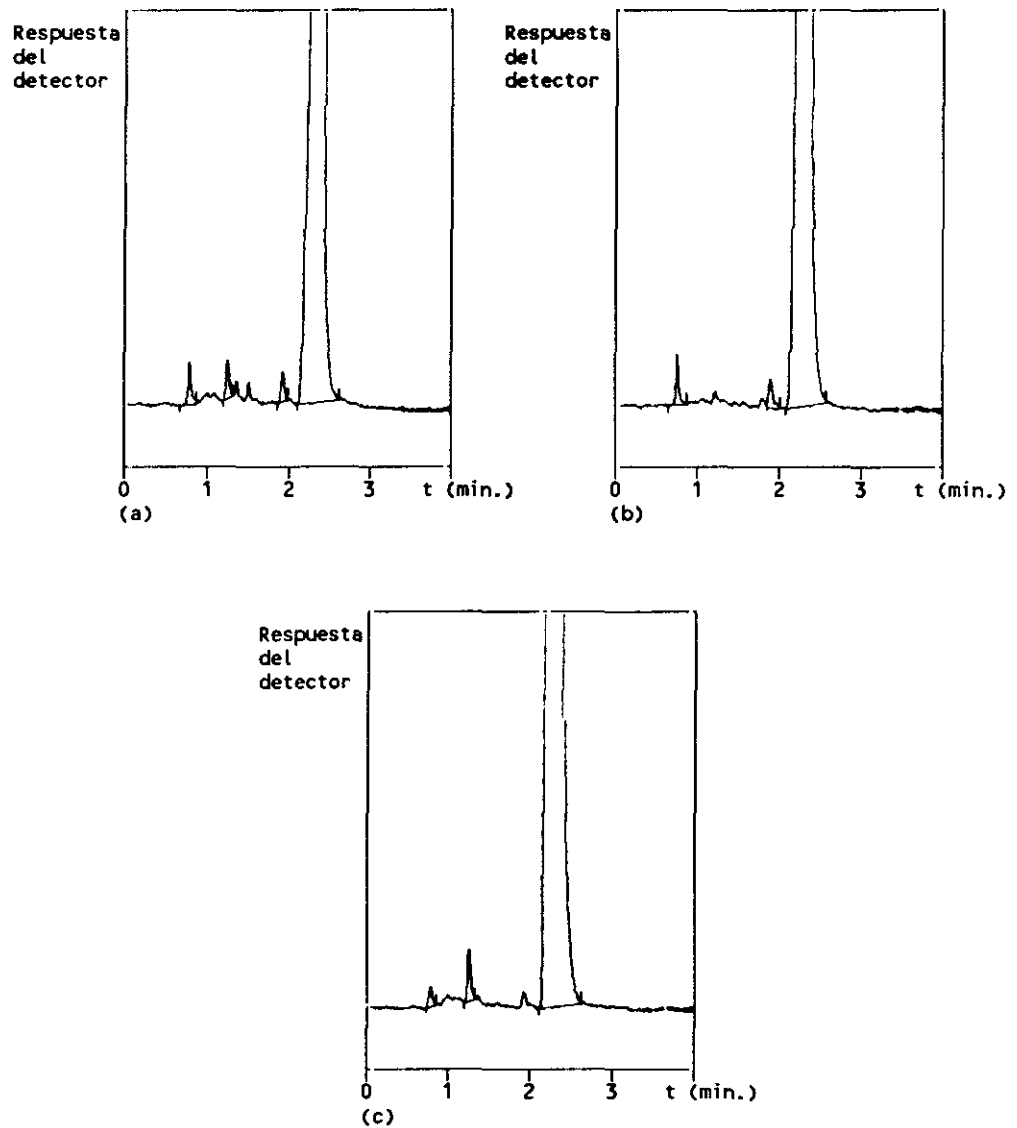 Respuesta
del
detector
0 1 2 3 t (min.)
(a)
Respuesta
del
detector
0 1 2 3 t (min.)
(b)
Respuesta
del
detector
0 1 2 3 t (min.)
(c)